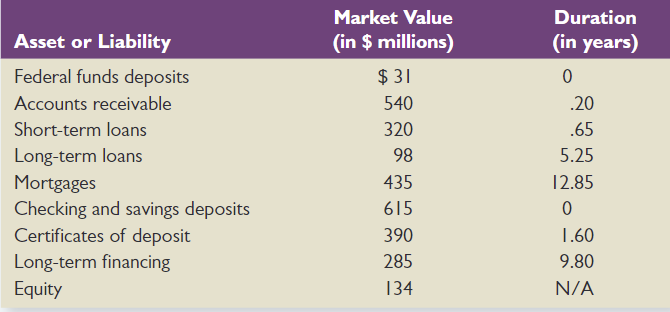 Market Value Duration
Asset or Liability (in $ millions) (in years)
Federal funds deposits $ 31 0
Accounts receivable 540 .20
Short-term loans 320 .65
Long-term loans 98 5.25
Mortgages 435 12.85
Checking and savings deposits 615 0
Certificates of deposit 390 1.60
Long-term financing 285 9.80
Equity 134 N/A